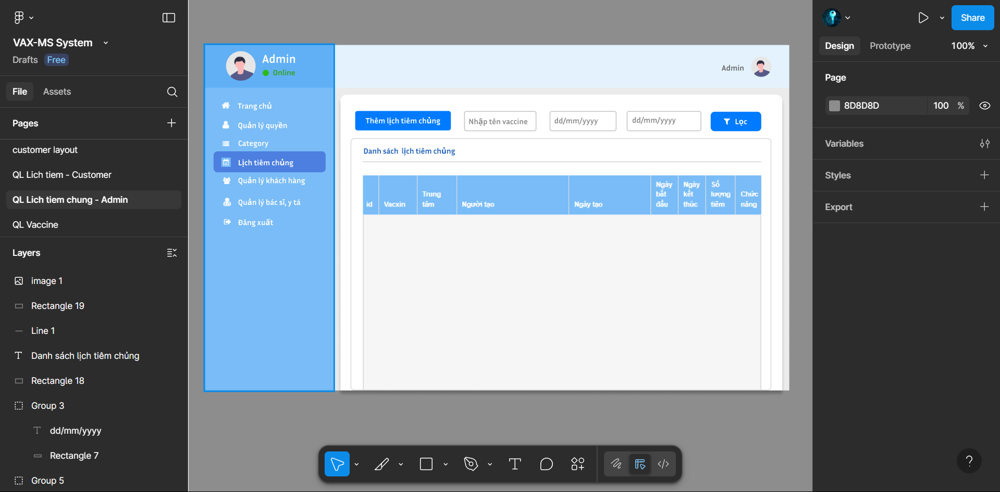 VAX-MS System
Drafts Free
File Assets
Pages
customer layout
QL Lich tiem - Customer
QL Lich tiem chung - Admin
QL Vaccine
Layers
image 1
Rectangle 19
Line 1
Danh sách lịch tiêm chủng
Rectangle 18
Group 3
dd/mm/yyyy
Rectangle 7
Group 5
Admin
Online
Trang chủ
Quản lý quyền
Category
Lịch tiêm chủng
Quản lý khách hàng
Quản lý bác sĩ, y tá
Đăng xuất
Admin
Thêm lịch tiêm chủng
Nhập tên vaccine
dd/mm/yyyy
dd/mm/yyyy
Lọc
Danh sách lịch tiêm chủng
id
Vacxin
Trung
tâm
Người tạo
Ngày tạo
Ngày
bắt
đầu
Ngày
kết
thúc
Số
lượng
tiêm
Chức
năng
Share
Design Prototype 100%
Page
8D8D8D 100 %
Variables
Styles
Export
?